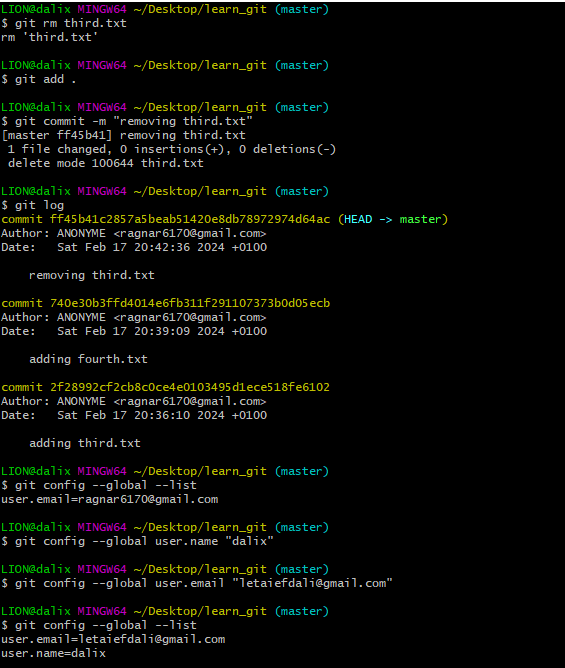 LION@dalix MINGW64 ~/Desktop/learn_git (master)
$ git rm third.txt
rm 'third.txt'
LION@dalix MINGW64 ~/Desktop/learn_git (master)
$ git add .
LION@dalix MINGW64 ~/Desktop/learn_git (master)
$ git commit -m "removing third.txt"
[master ff45b41] removing third.txt
 1 file changed, 0 insertions(+), 0 deletions(-)
 delete mode 100644 third.txt
LION@dalix MINGW64 ~/Desktop/learn_git (master)
$ git log
commit ff45b41c2857a5beab51420e8db78972974d64ac (HEAD -> master)
Author: ANONYME <ragnar6170@gmail.com>
Date:   Sat Feb 17 20:42:36 2024 +0100
    removing third.txt
commit 740e30b3ffd4014e6fb311f291107373b0d05ecb
Author: ANONYME <ragnar6170@gmail.com>
Date:   Sat Feb 17 20:39:09 2024 +0100
    adding fourth.txt
commit 2f28992cf2cb8c0ce4e0103495d1ece518fe6102
Author: ANONYME <ragnar6170@gmail.com>
Date:   Sat Feb 17 20:36:10 2024 +0100
    adding third.txt
LION@dalix MINGW64 ~/Desktop/learn_git (master)
$ git config --global --list
user.email=ragnar6170@gmail.com
LION@dalix MINGW64 ~/Desktop/learn_git (master)
$ git config --global user.name "dalix"
LION@dalix MINGW64 ~/Desktop/learn_git (master)
$ git config --global user.email "letaiefdali@gmail.com"
LION@dalix MINGW64 ~/Desktop/learn_git (master)
$ git config --global --list
user.email=letaiefdali@gmail.com
user.name=dalix